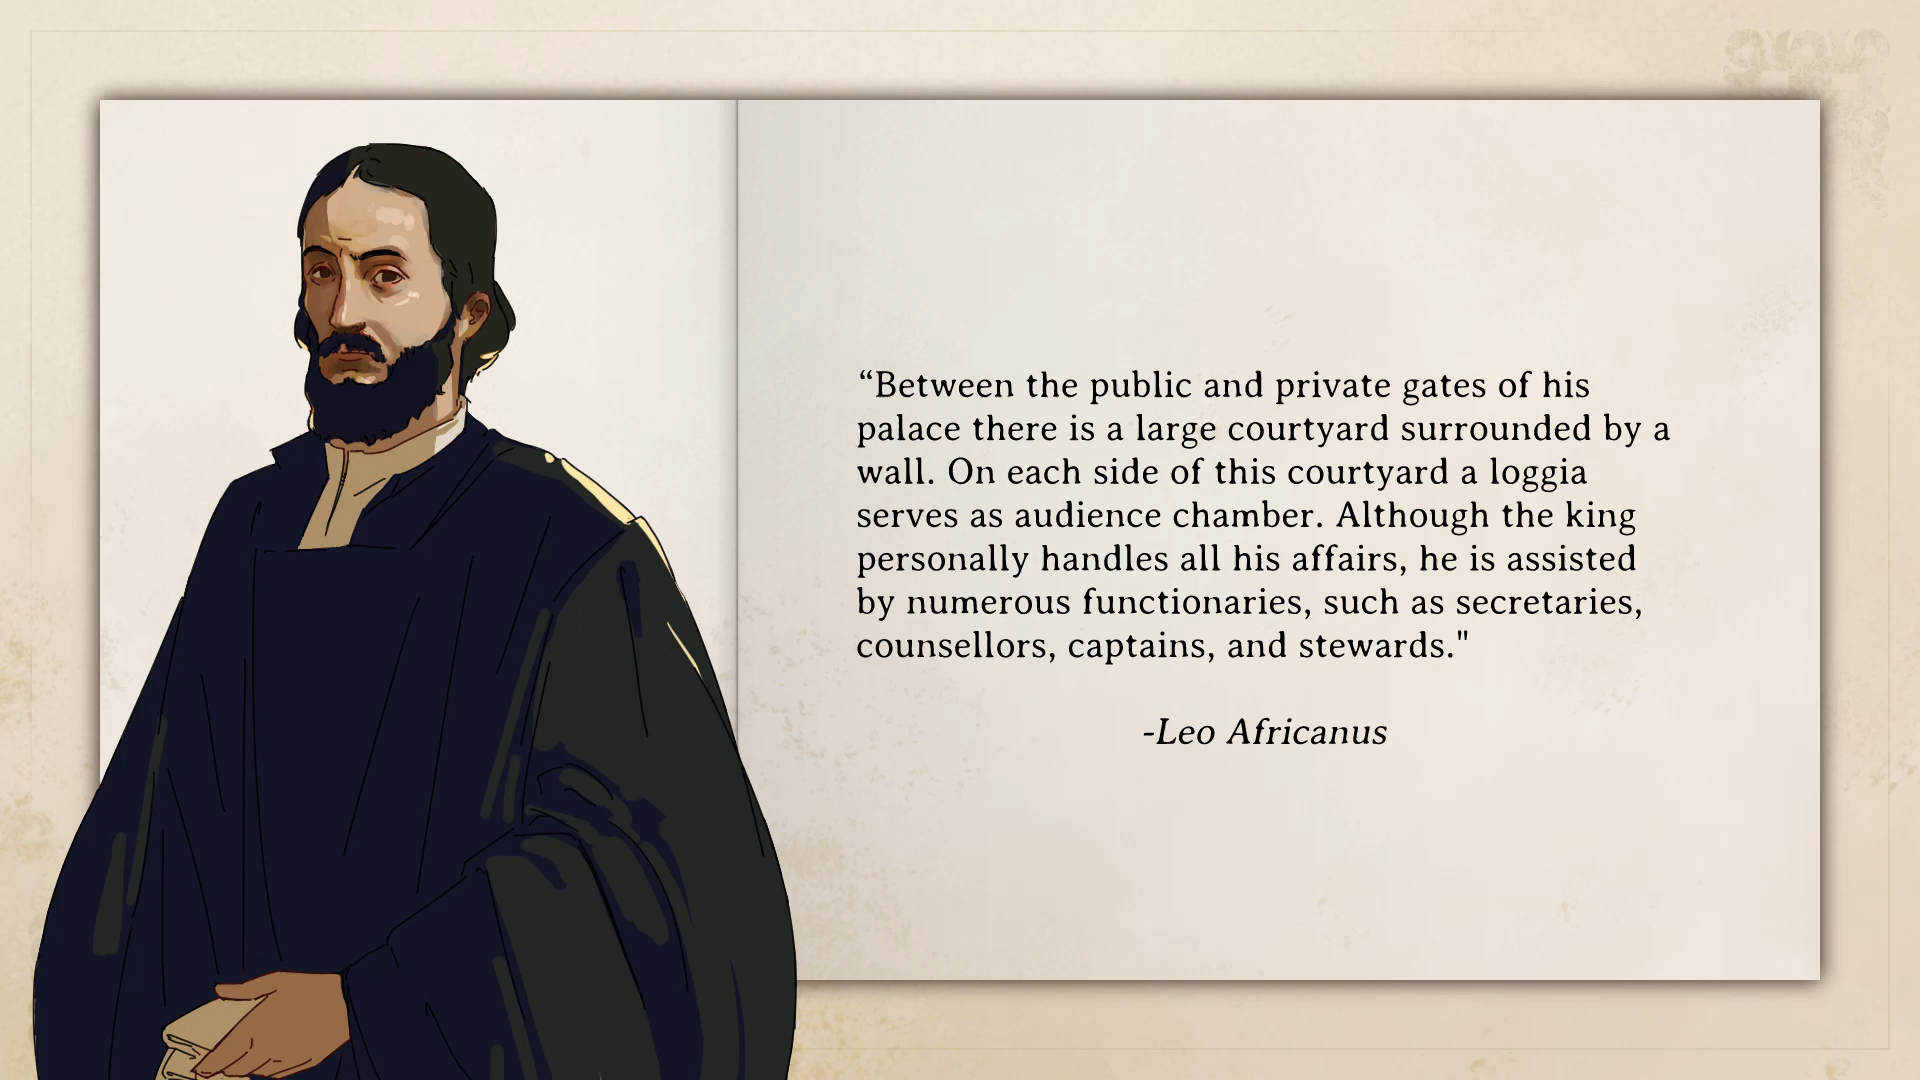 “Between the public and private gates of his
palace there is a large courtyard surrounded by a
wall. On each side of this courtyard a loggia
serves as audience chamber. Although the king
personally handles all his affairs, he is assisted
by numerous functionaries, such as secretaries,
counsellors, captains, and stewards."
-Leo Africanus